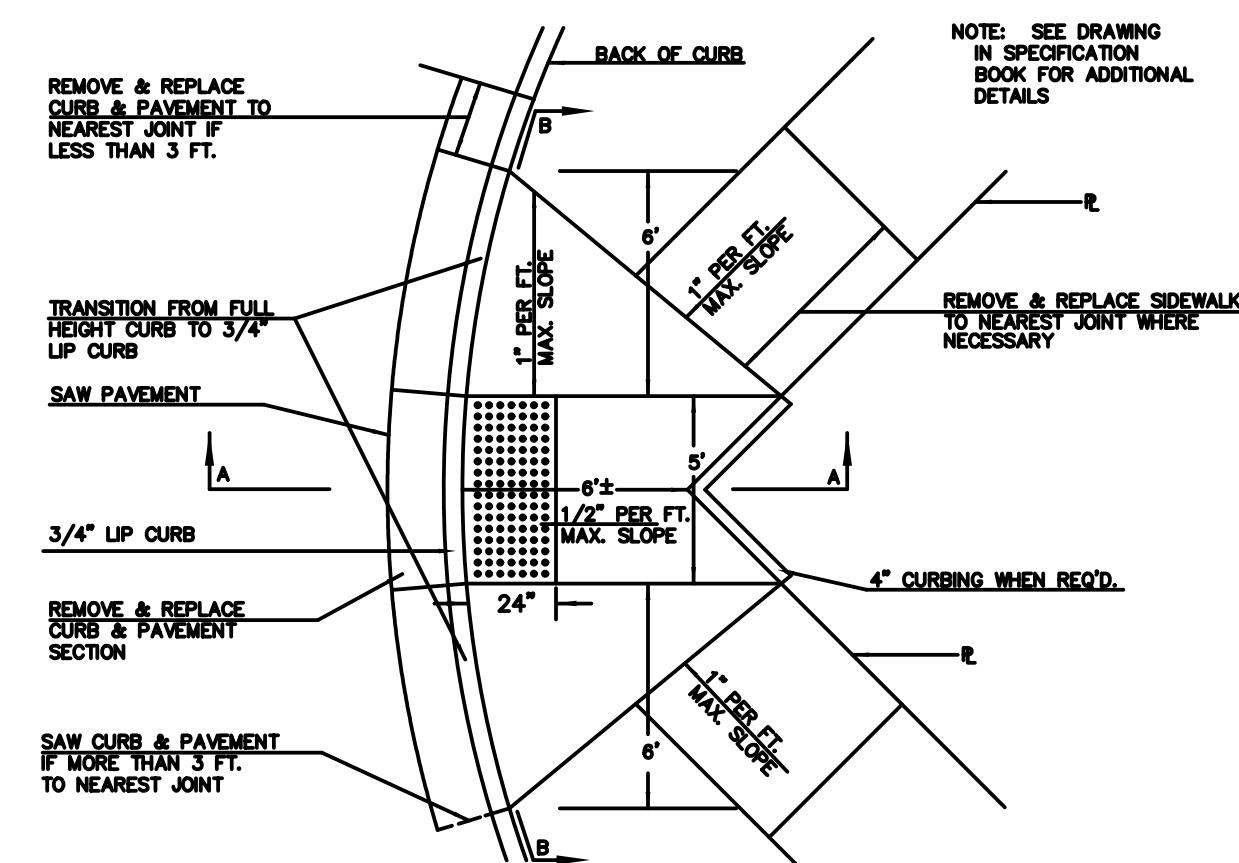 NOTE: SEE DRAWING
IN SPECIFICATION
BOOK FOR ADDITIONAL
DETAILS
BACK OF CURB
REMOVE & REPLACE
CURB & PAVEMENT TO
NEAREST JOINT IF
LESS THAN 3 FT.
B
6'
1" PER FT.
MAX. SLOPE
1" PER FT.
MAX. SLOPE
PL
TRANSITION FROM FULL
HEIGHT CURB TO 3/4"
LIP CURB
REMOVE & REPLACE SIDEWALK
TO NEAREST JOINT WHERE
NECESSARY
SAW PAVEMENT
A
5'
6'±
A
1/2" PER FT.
MAX. SLOPE
3/4" LIP CURB
4" CURBING WHEN REQ'D.
24"
REMOVE & REPLACE
CURB & PAVEMENT
SECTION
PL
1" PER FT.
MAX. SLOPE
SAW CURB & PAVEMENT
IF MORE THAN 3 FT.
TO NEAREST JOINT
6'
B